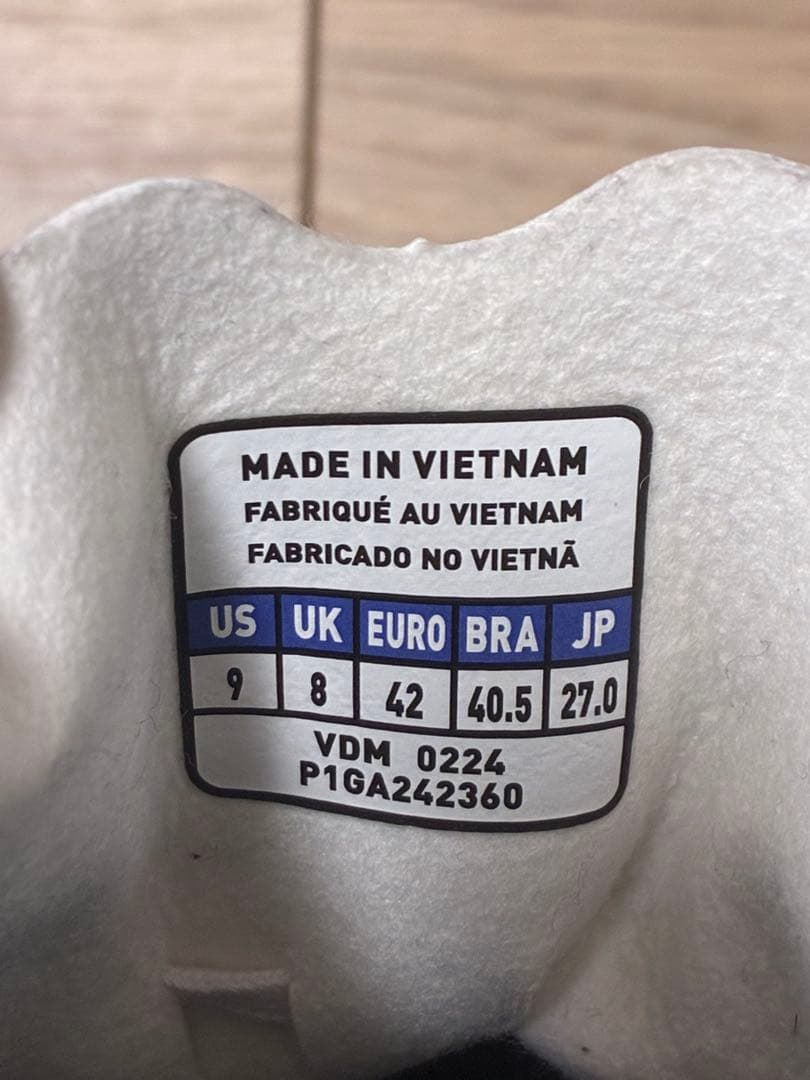 MADE IN VIETNAM
FABRIQUÉ AU VIETNAM
FABRICADO NO VIETNÃ
US UK EURO BRA JP
9 8 42 40.5 27.0
VDM 0224
P1GA242360